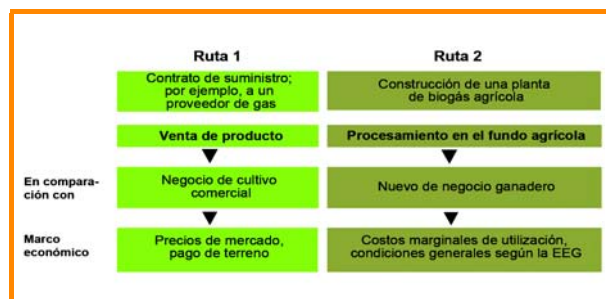 Ruta 1
Ruta 2
Contrato de suministro;
por ejemplo, a un
proveedor de gas
Construcción de una planta
de biogás agrícola
Venta de producto
Procesamiento en el fundo agrícola
En compara-
ción con
Negocio de cultivo
comercial
Nuevo de negocio ganadero
Marco
económico
Precios de mercado,
pago de terreno
Costos marginales de utilización,
condiciones generales según la EEG